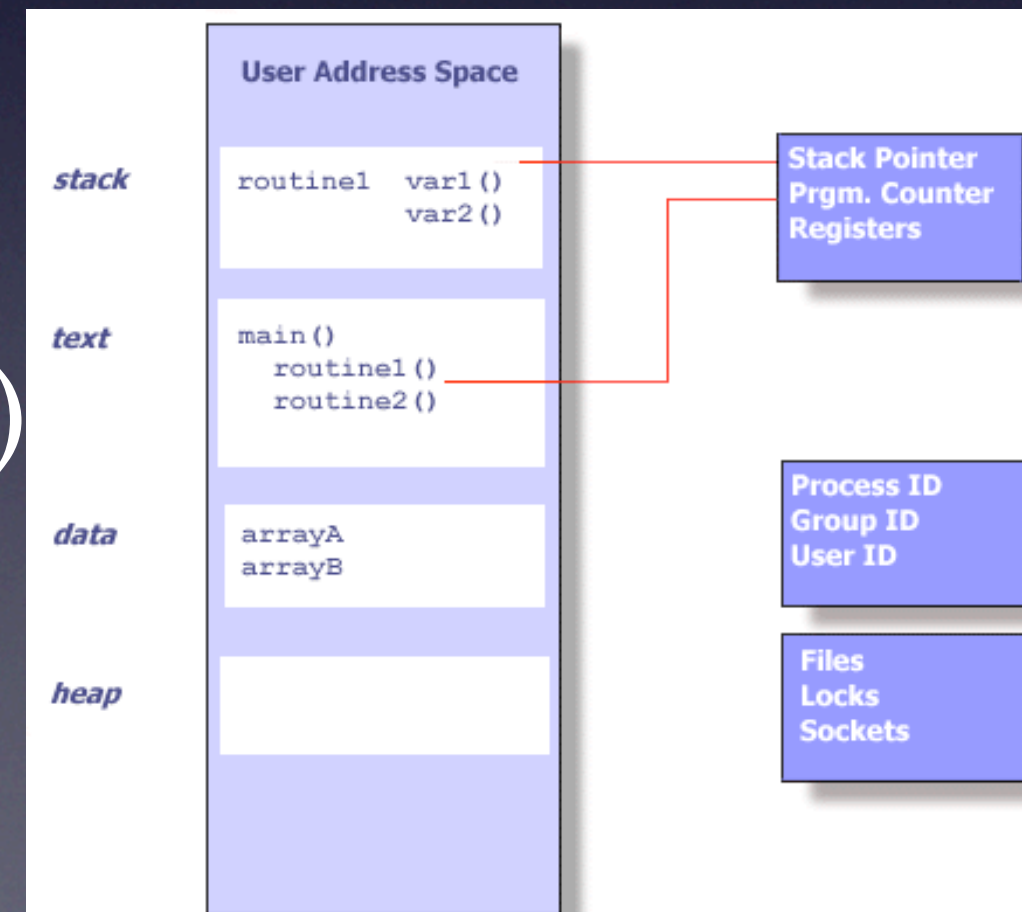 User Address Space
stack
routine1 var1()
var2()
text
main()
routine1()
routine2()
data
arrayA
arrayB
heap
Stack Pointer
Prgm. Counter
Registers
Process ID
Group ID
User ID
Files
Locks
Sockets
)